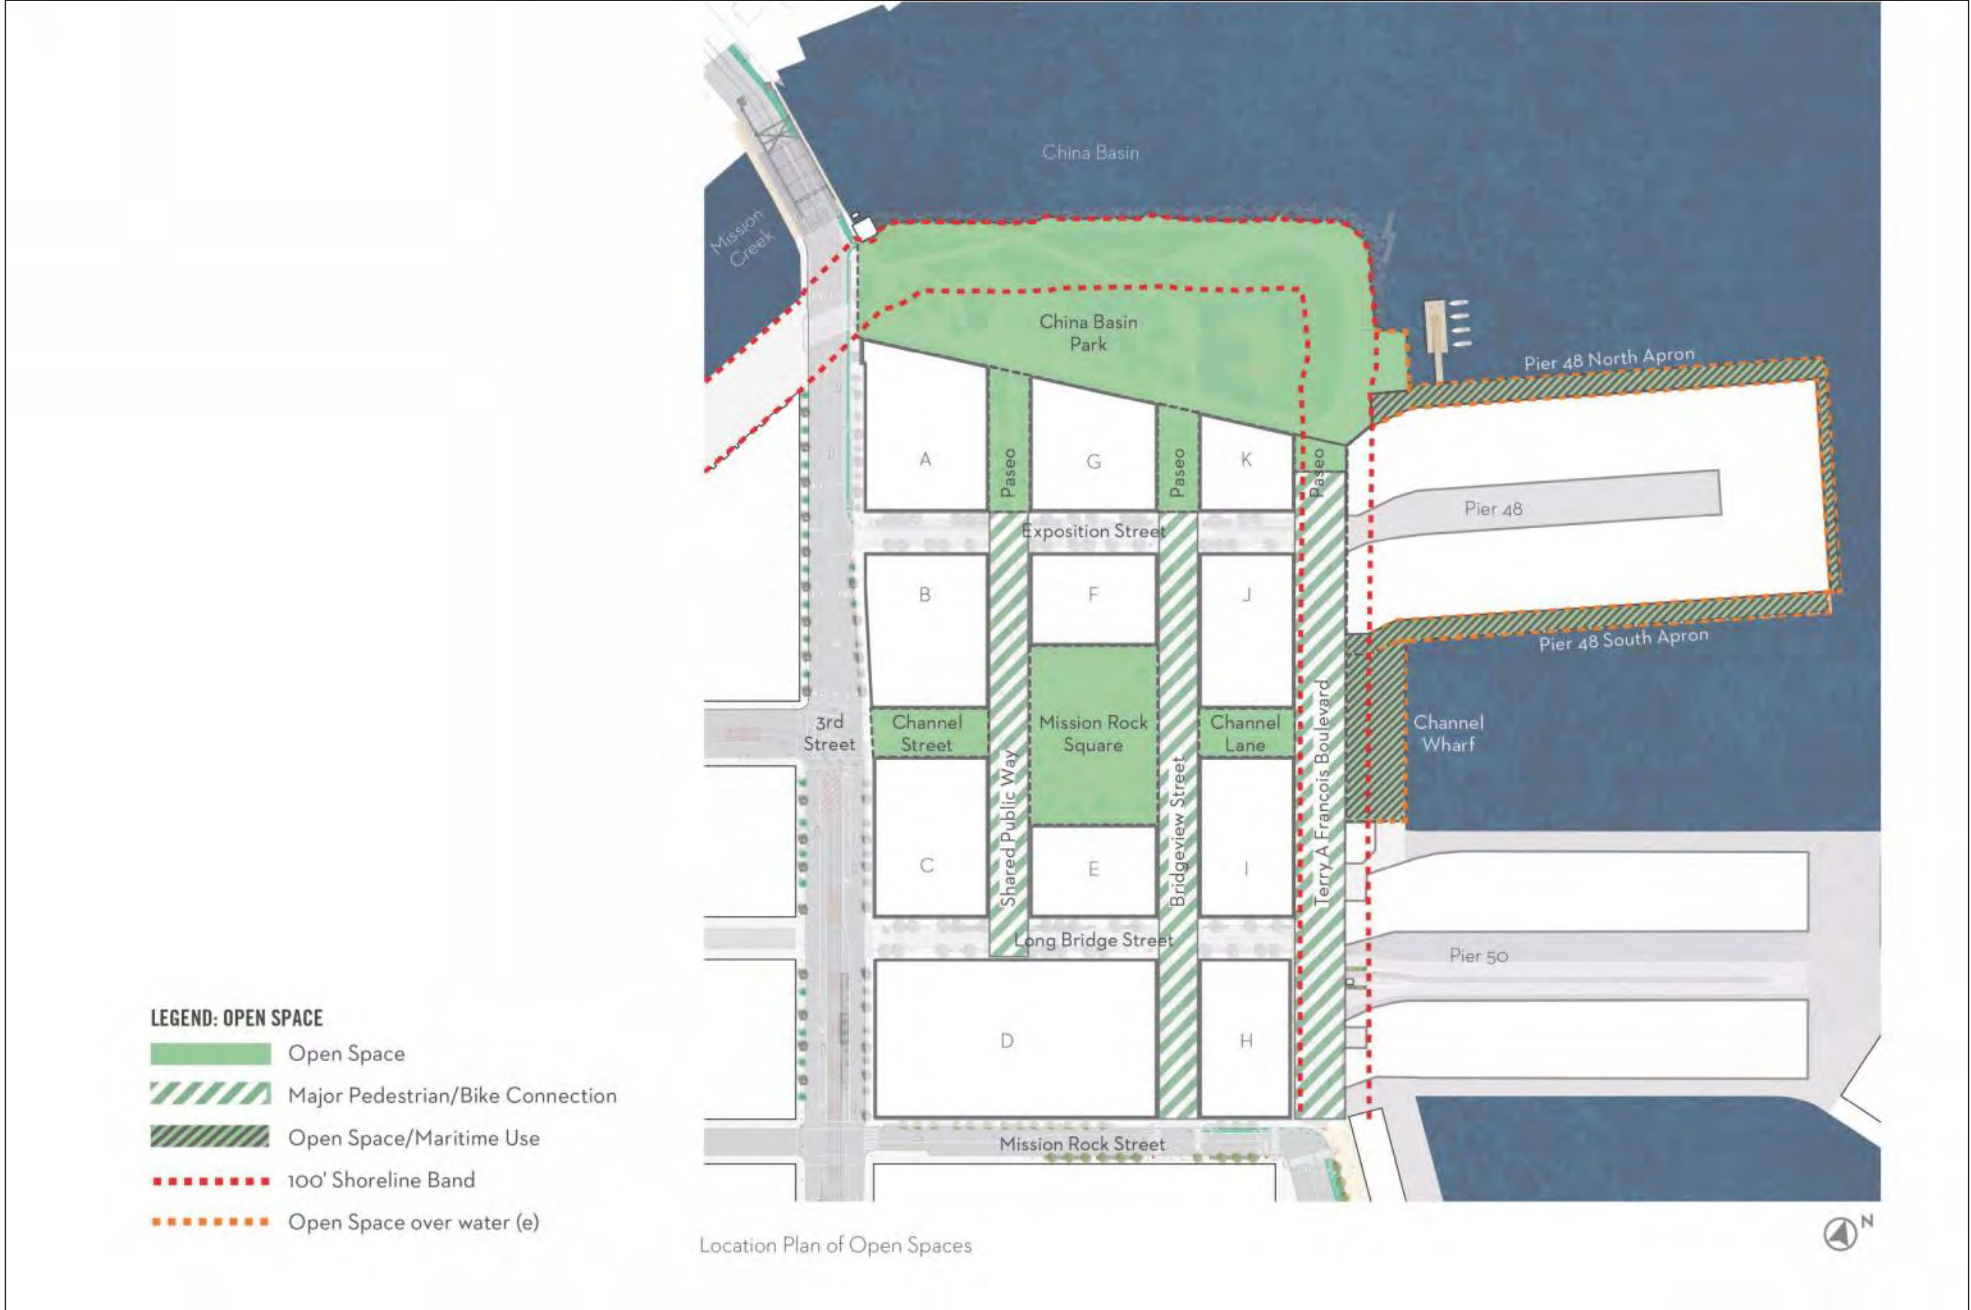 China Basin
Mission
Creek
China Basin
Park
Pier 48 North Apron
A
Paseo
G
Paseo
K
Paseo
Pier 48
Exposition Street
B
F
J
Pier 48 South Apron
3rd
Street
Channel
Street
Mission Rock
Square
Channel
Lane
Channel
Wharf
Shared Public Way
Bridgeview Street
Terry A Francois Boulevard
C
E
I
Long Bridge Street
Pier 50
D
H
Mission Rock Street
LEGEND: OPEN SPACE
Open Space
Major Pedestrian/Bike Connection
Open Space/Maritime Use
100' Shoreline Band
Open Space over water (e)
Location Plan of Open Spaces
N